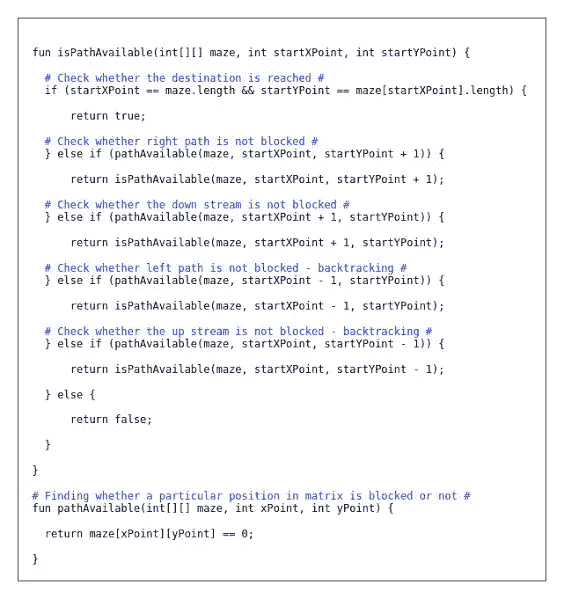 fun isPathAvailable(int[][] maze, int startXPoint, int startYPoint) {
# Check whether the destination is reached #
if (startXPoint == maze.length && startYPoint == maze[startXPoint].length) {
return true;
# Check whether right path is not blocked #
} else if (pathAvailable(maze, startXPoint, startYPoint + 1)) {
return isPathAvailable(maze, startXPoint, startYPoint + 1);
# Check whether the down stream is not blocked #
} else if (pathAvailable(maze, startXPoint + 1, startYPoint)) {
return isPathAvailable(maze, startXPoint + 1, startYPoint);
# Check whether left path is not blocked - backtracking #
} else if (pathAvailable(maze, startXPoint - 1, startYPoint)) {
return isPathAvailable(maze, startXPoint - 1, startYPoint);
# Check whether the up stream is not blocked - backtracking #
} else if (pathAvailable(maze, startXPoint, startYPoint - 1)) {
return isPathAvailable(maze, startXPoint, startYPoint - 1);
} else {
return false;
}
}
# Finding whether a particular position in matrix is blocked or not #
fun pathAvailable(int[][] maze, int xPoint, int yPoint) {
return maze[xPoint][yPoint] == 0;
}